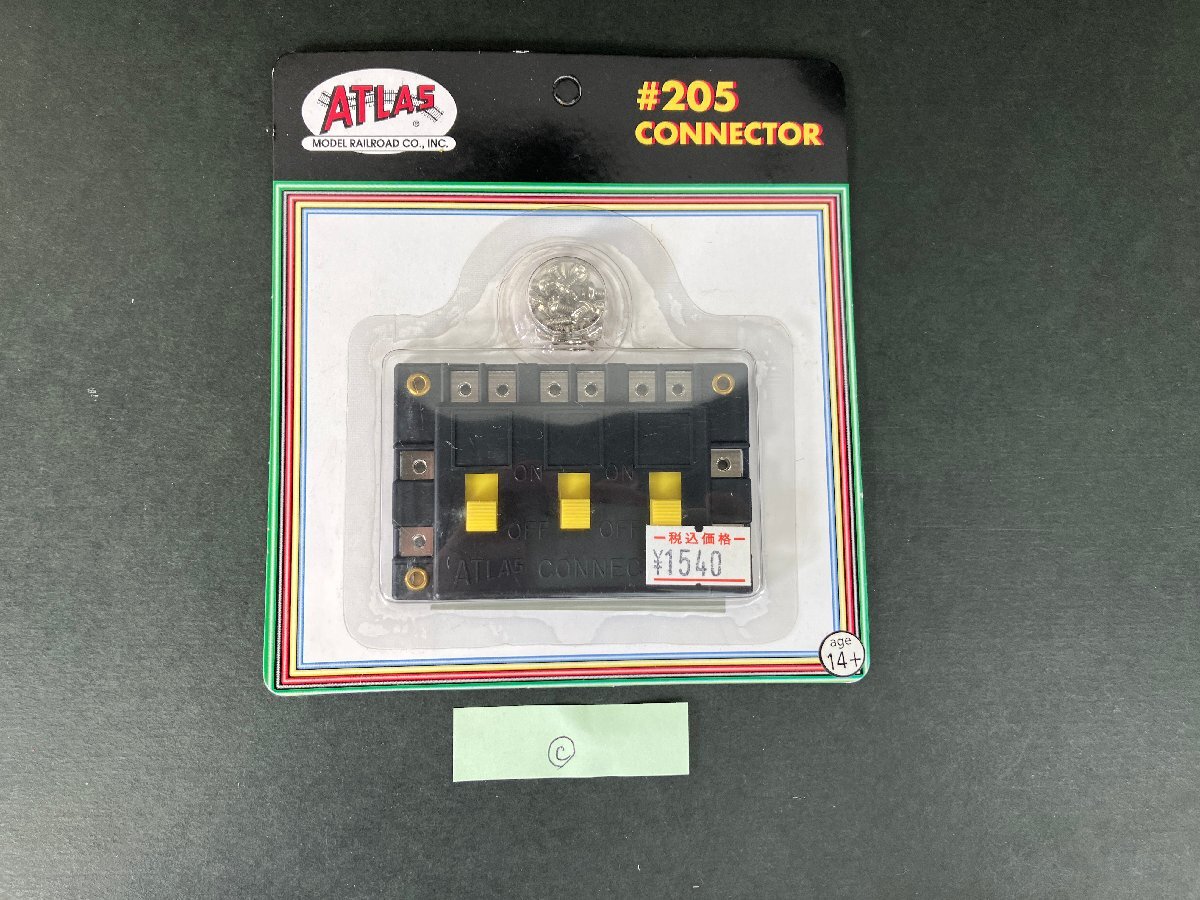 ATLAS
®
MODEL RAILROAD CO., INC.
#205
CONNECTOR
ON ON
OFF OFF
ATLAS CONNEC
税込価格
¥1540
age
14+
C